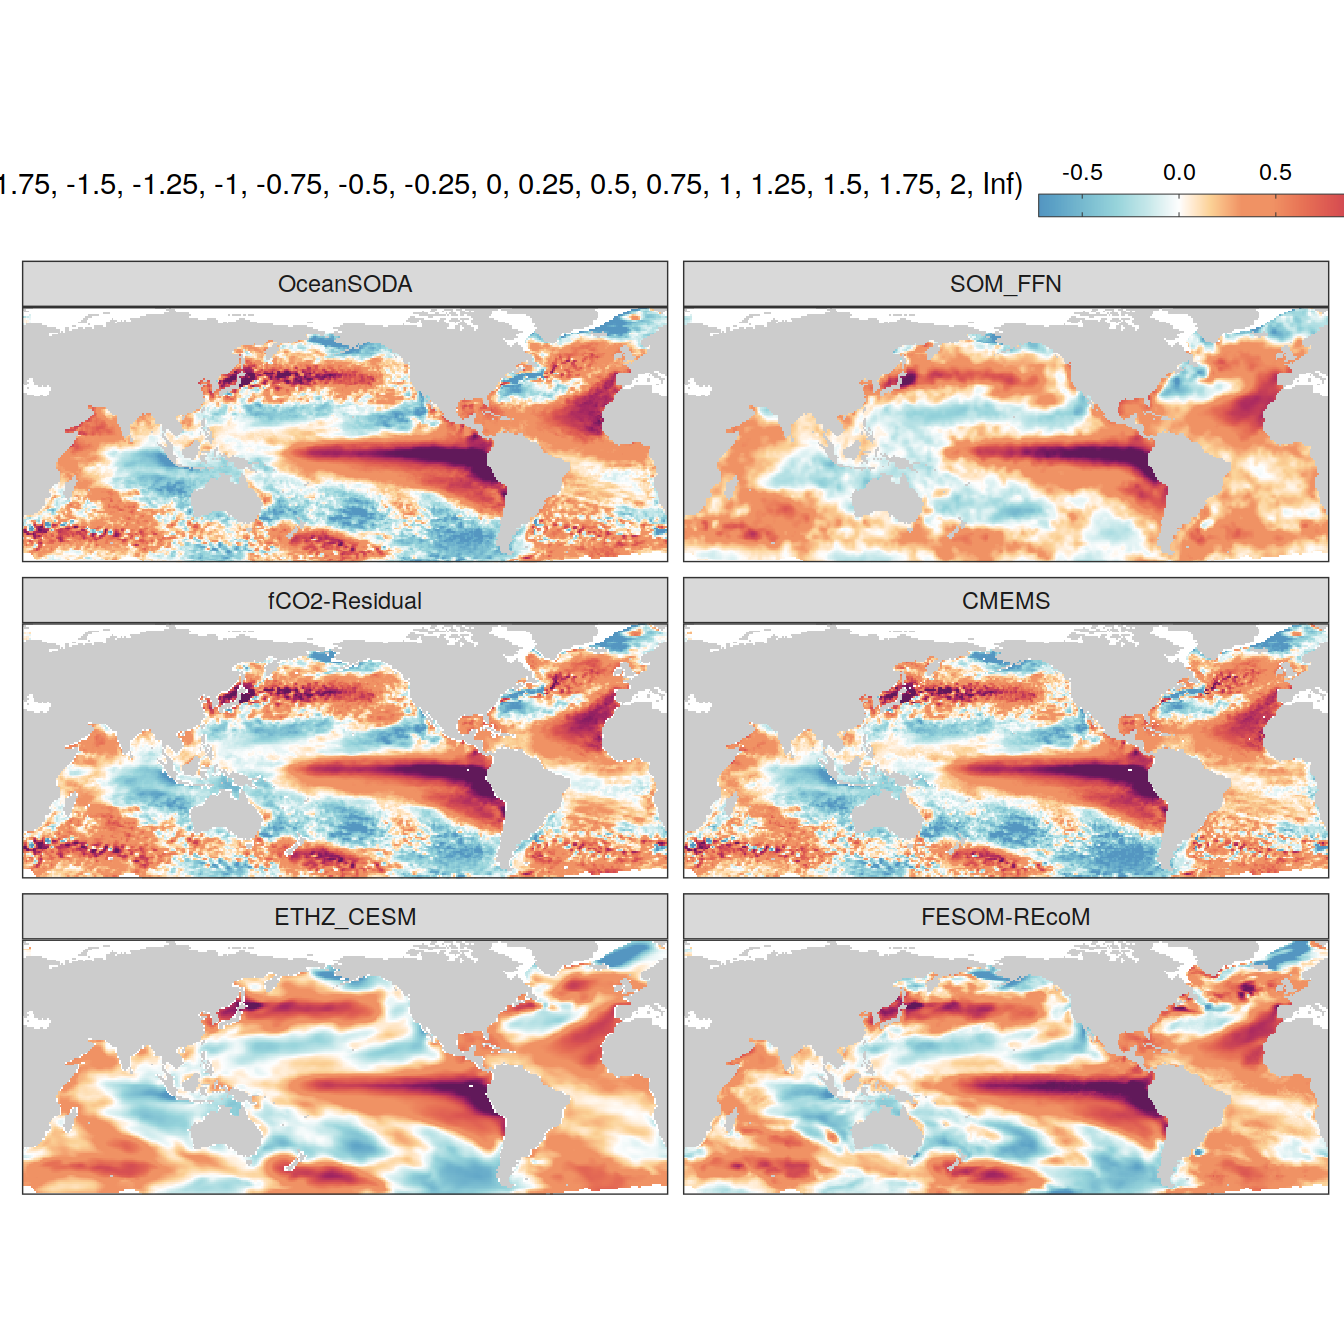 1.75, -1.5, -1.25, -1, -0.75, -0.5, -0.25, 0, 0.25, 0.5, 0.75, 1, 1.25, 1.5, 1.75, 2, Inf)
-0.5 0.0 0.5
OceanSODA
SOM_FFN
fCO2-Residual
CMEMS
ETHZ_CESM
FESOM-REcoM